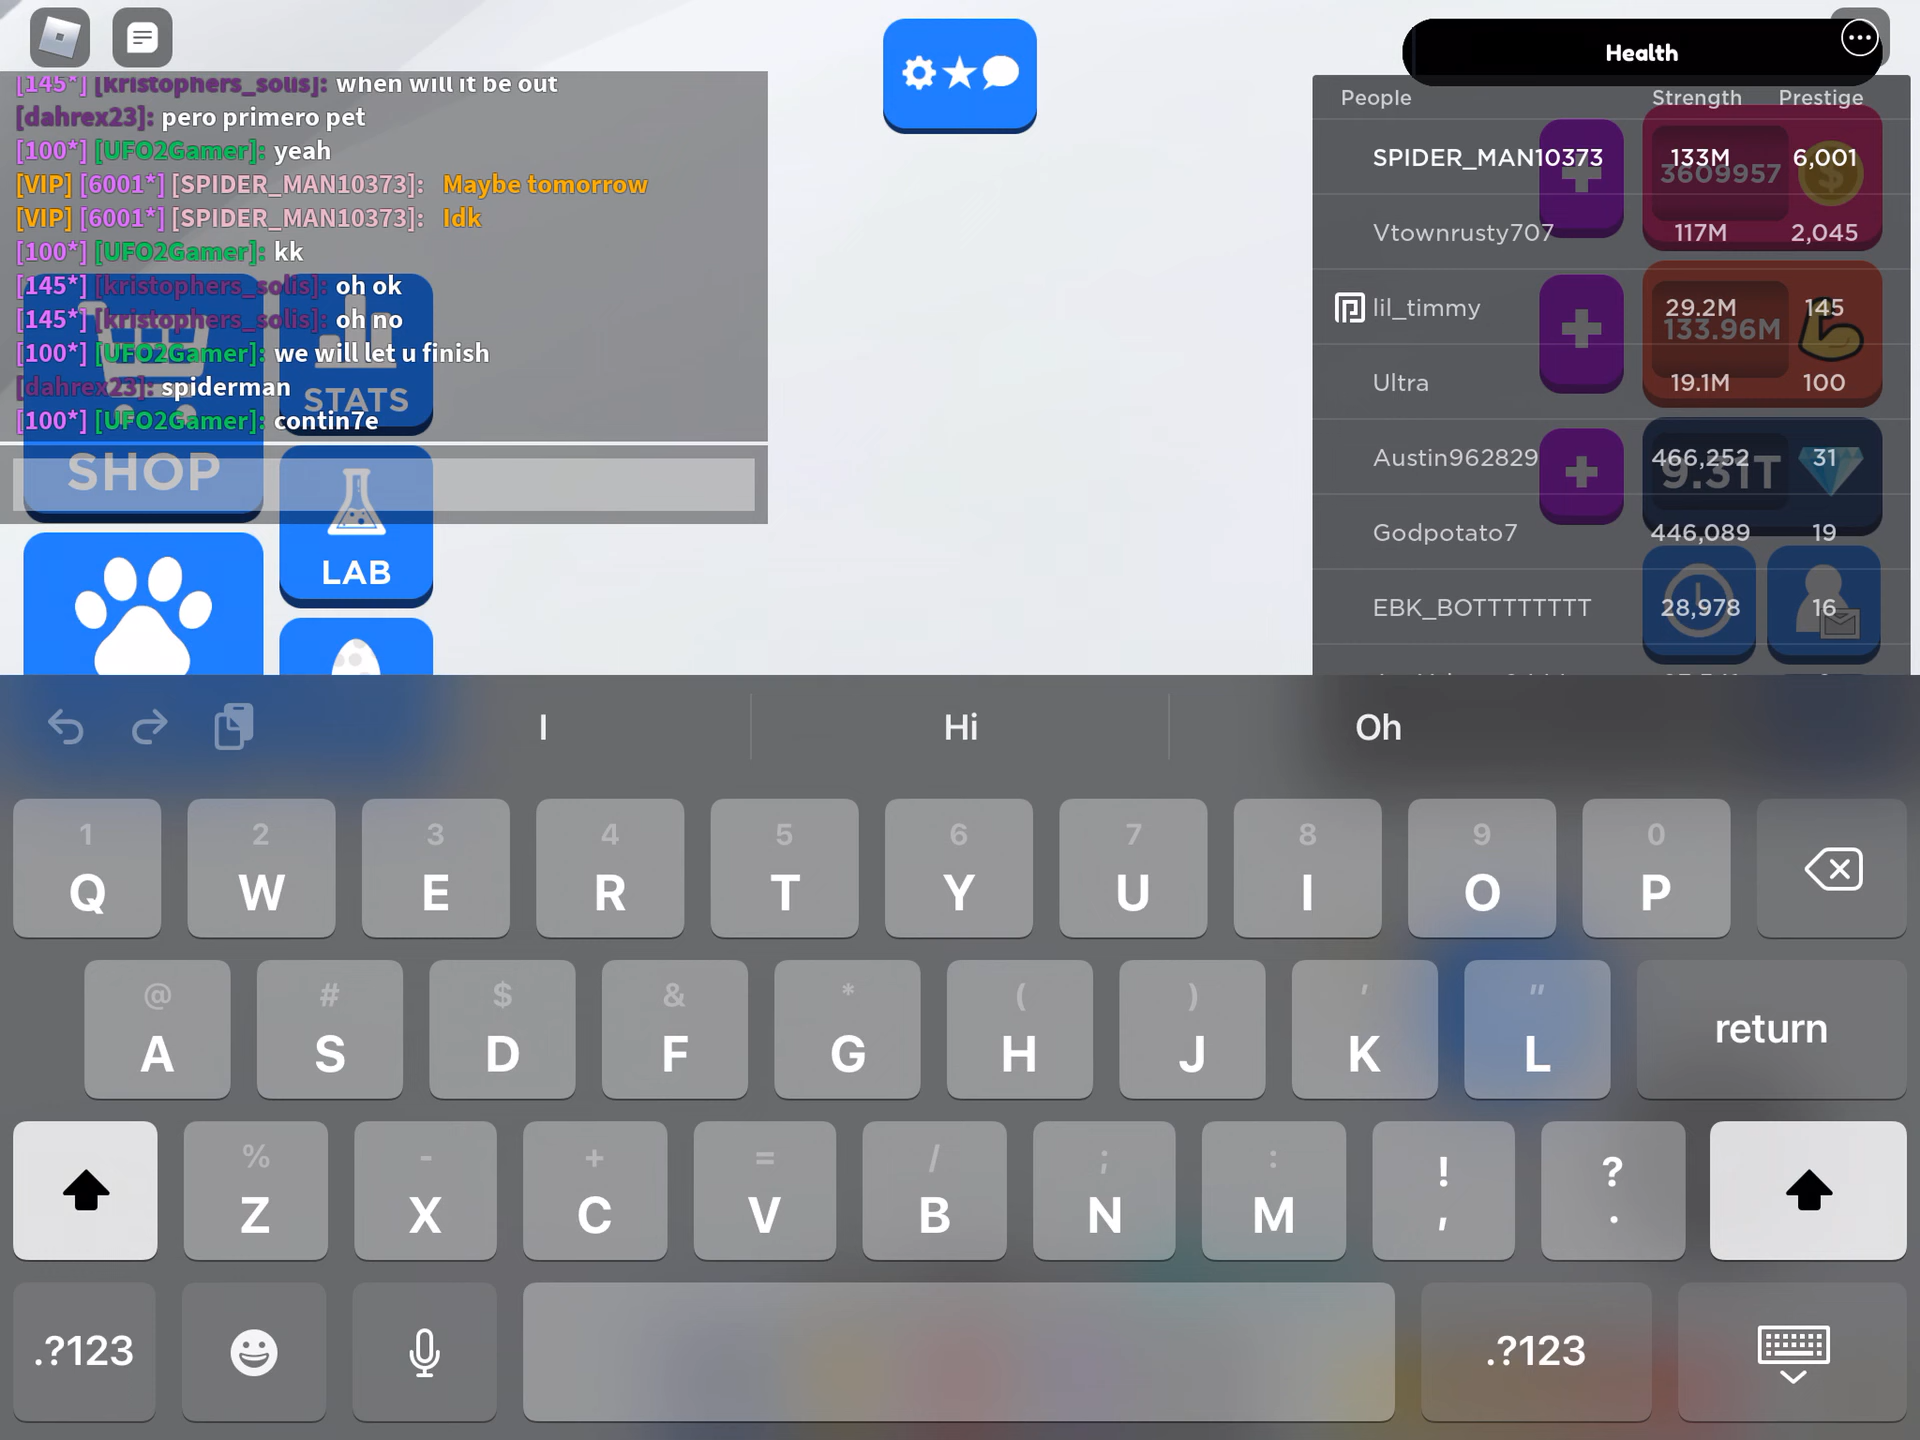 [145*] [kristophers_solis]: when will it be out
[dahrex23]: pero primero pet
[100*] [UFO2Gamer]: yeah
[VIP] [6001*] [SPIDER_MAN10373]: Maybe tomorrow
[VIP] [6001*] [SPIDER_MAN10373]: Idk
[100*] [UFO2Gamer]: kk
[145*] [kristophers_solis]: oh ok
[145*] [kristophers_solis]: oh no
[100*] [UFO2Gamer]: we will let u finish
[dahrex23]: spiderman
[100*] [UFO2Gamer]: contin7e
STATS
SHOP
LAB
Health
People Strength Prestige
SPIDER_MAN10373 133M 6,001
3609957
Vtownrusty707 117M 2,045
lil_timmy 29.2M 145
133.96M
Ultra 19.1M 100
Austin962829 466,252 31
9.31T
Godpotato7 446,089 19
EBK_BOTTTTTTTT 28,978 16
I Hi Oh
1 2 3 4 5 6 7 8 9 0
Q W E R T Y U I O P
@ # $ & * ( ) ' "
A S D F G H J K L return
% - + = / ; : ! ?
Z X C V B N M , .
.?123 .?123